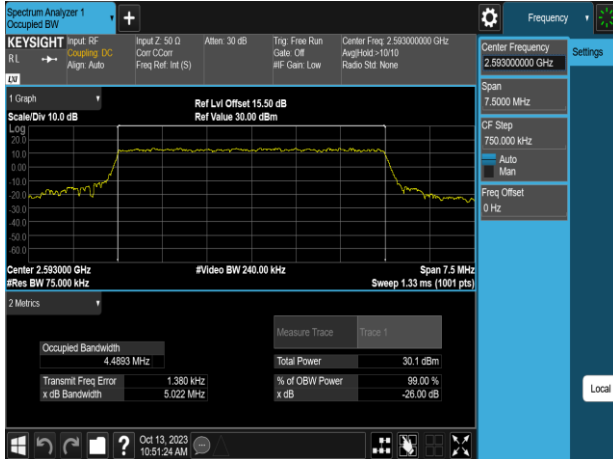 Spectrum Analyzer 1
Occupied BW
Frequency
KEYSIGHT
Input: RF
Input Z: 50 Ω
Atten: 30 dB
Trig: Free Run
Center Freq: 2.593000000 GHz
RL
Coupling: DC
Corr CCorr
Gate: Off
Avg|Hold:>10/10
Align: Auto
Freq Ref: Int (S)
#IF Gain: Low
Radio Std: None
LXI
Center Frequency
2.593000000 GHz
Settings
Span
7.5000 MHz
CF Step
750.000 kHz
Auto
Man
Freq Offset
0 Hz
Local
1 Graph
Ref Lvl Offset 15.50 dB
Scale/Div 10.0 dB
Ref Value 30.00 dBm
Log
20.0
10.0
0.00
-10.0
-20.0
-30.0
-40.0
-50.0
-60.0
Center 2.593000 GHz
#Video BW 240.00 kHz
Span 7.5 MHz
#Res BW 75.000 kHz
Sweep 1.33 ms (1001 pts)
2 Metrics
Measure Trace
Trace 1
Occupied Bandwidth
4.4893 MHz
Total Power
30.1 dBm
Transmit Freq Error
1.380 kHz
% of OBW Power
99.00 %
x dB Bandwidth
5.022 MHz
x dB
-26.00 dB
?
Oct 13, 2023
10:51:24 AM